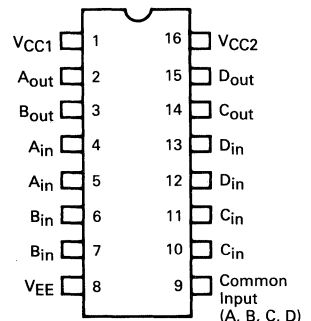 VCC1 1 16 VCC2
Aout 2 15 Dout
Bout 3 14 Cout
Ain 4 13 Din
Ain 5 12 Din
Bin 6 11 Cin
Bin 7 10 Cin
VEE 8 9 Common
Input
(A, B, C, D)